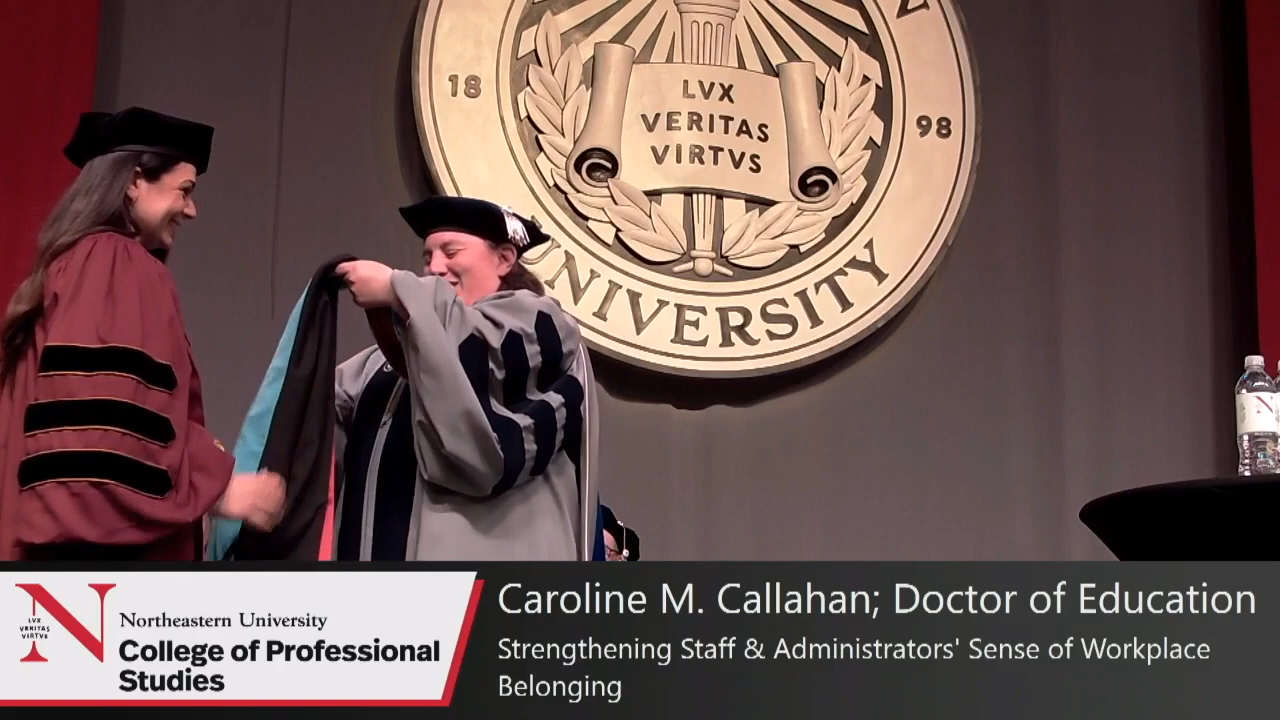 18
98
LVX
VERITAS
VIRTVS
UNIVERSITY
N
LVX
VERITAS
VIRTVS
Northeastern University
College of Professional
Studies
Caroline M. Callahan; Doctor of Education
Strengthening Staff & Administrators' Sense of Workplace
Belonging
N